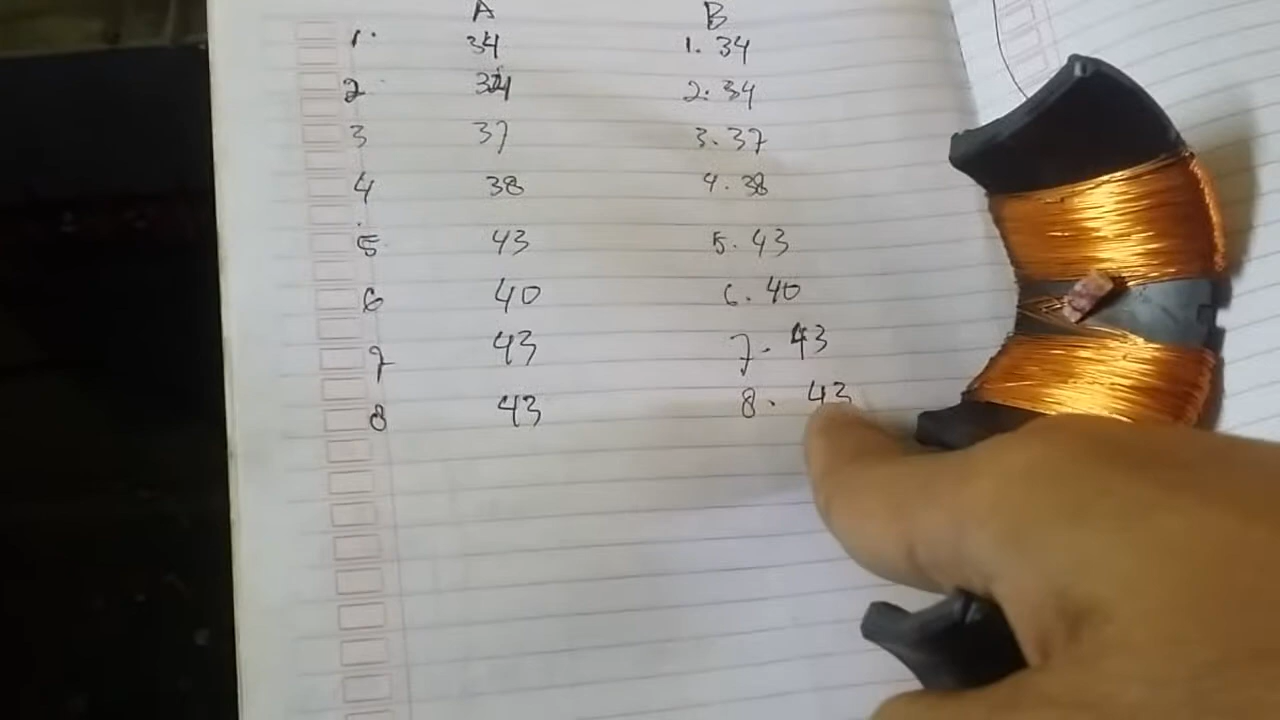 A B
1. 34 1. 34
2 34 2. 34
3 37 3. 37
4 38 4. 38
5 43 5. 43
6 40 6. 40
7 43 7. 43
8 43 8. 43